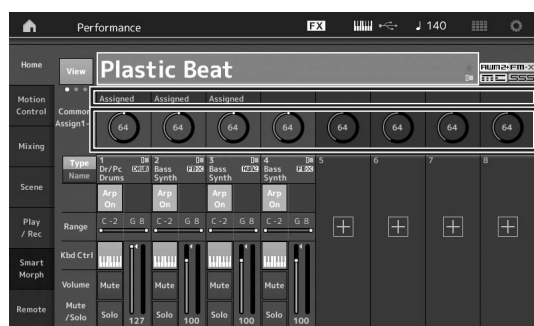 Performance FX 140
Home View Plastic Beat AWM2+FM-X
MC SSS
Motion Control Common Assign1- Assigned Assigned Assigned
64 64 64 64 64 64 64 64
Mixing
Type Name 1 Dr/Pc Drums 2 Bass Synth 3 Bass Synth 4 Bass Synth 5 6 7 8
Scene Arp On Arp On Arp On Arp On
Play / Rec Range C -2 G 8 C -2 G 8 C -2 G 8 C -2 G 8
Smart Morph Kbd Ctrl
Volume Mute Mute Mute Mute
Remote Mute /Solo Solo 127 Solo 100 Solo 100 Solo 100